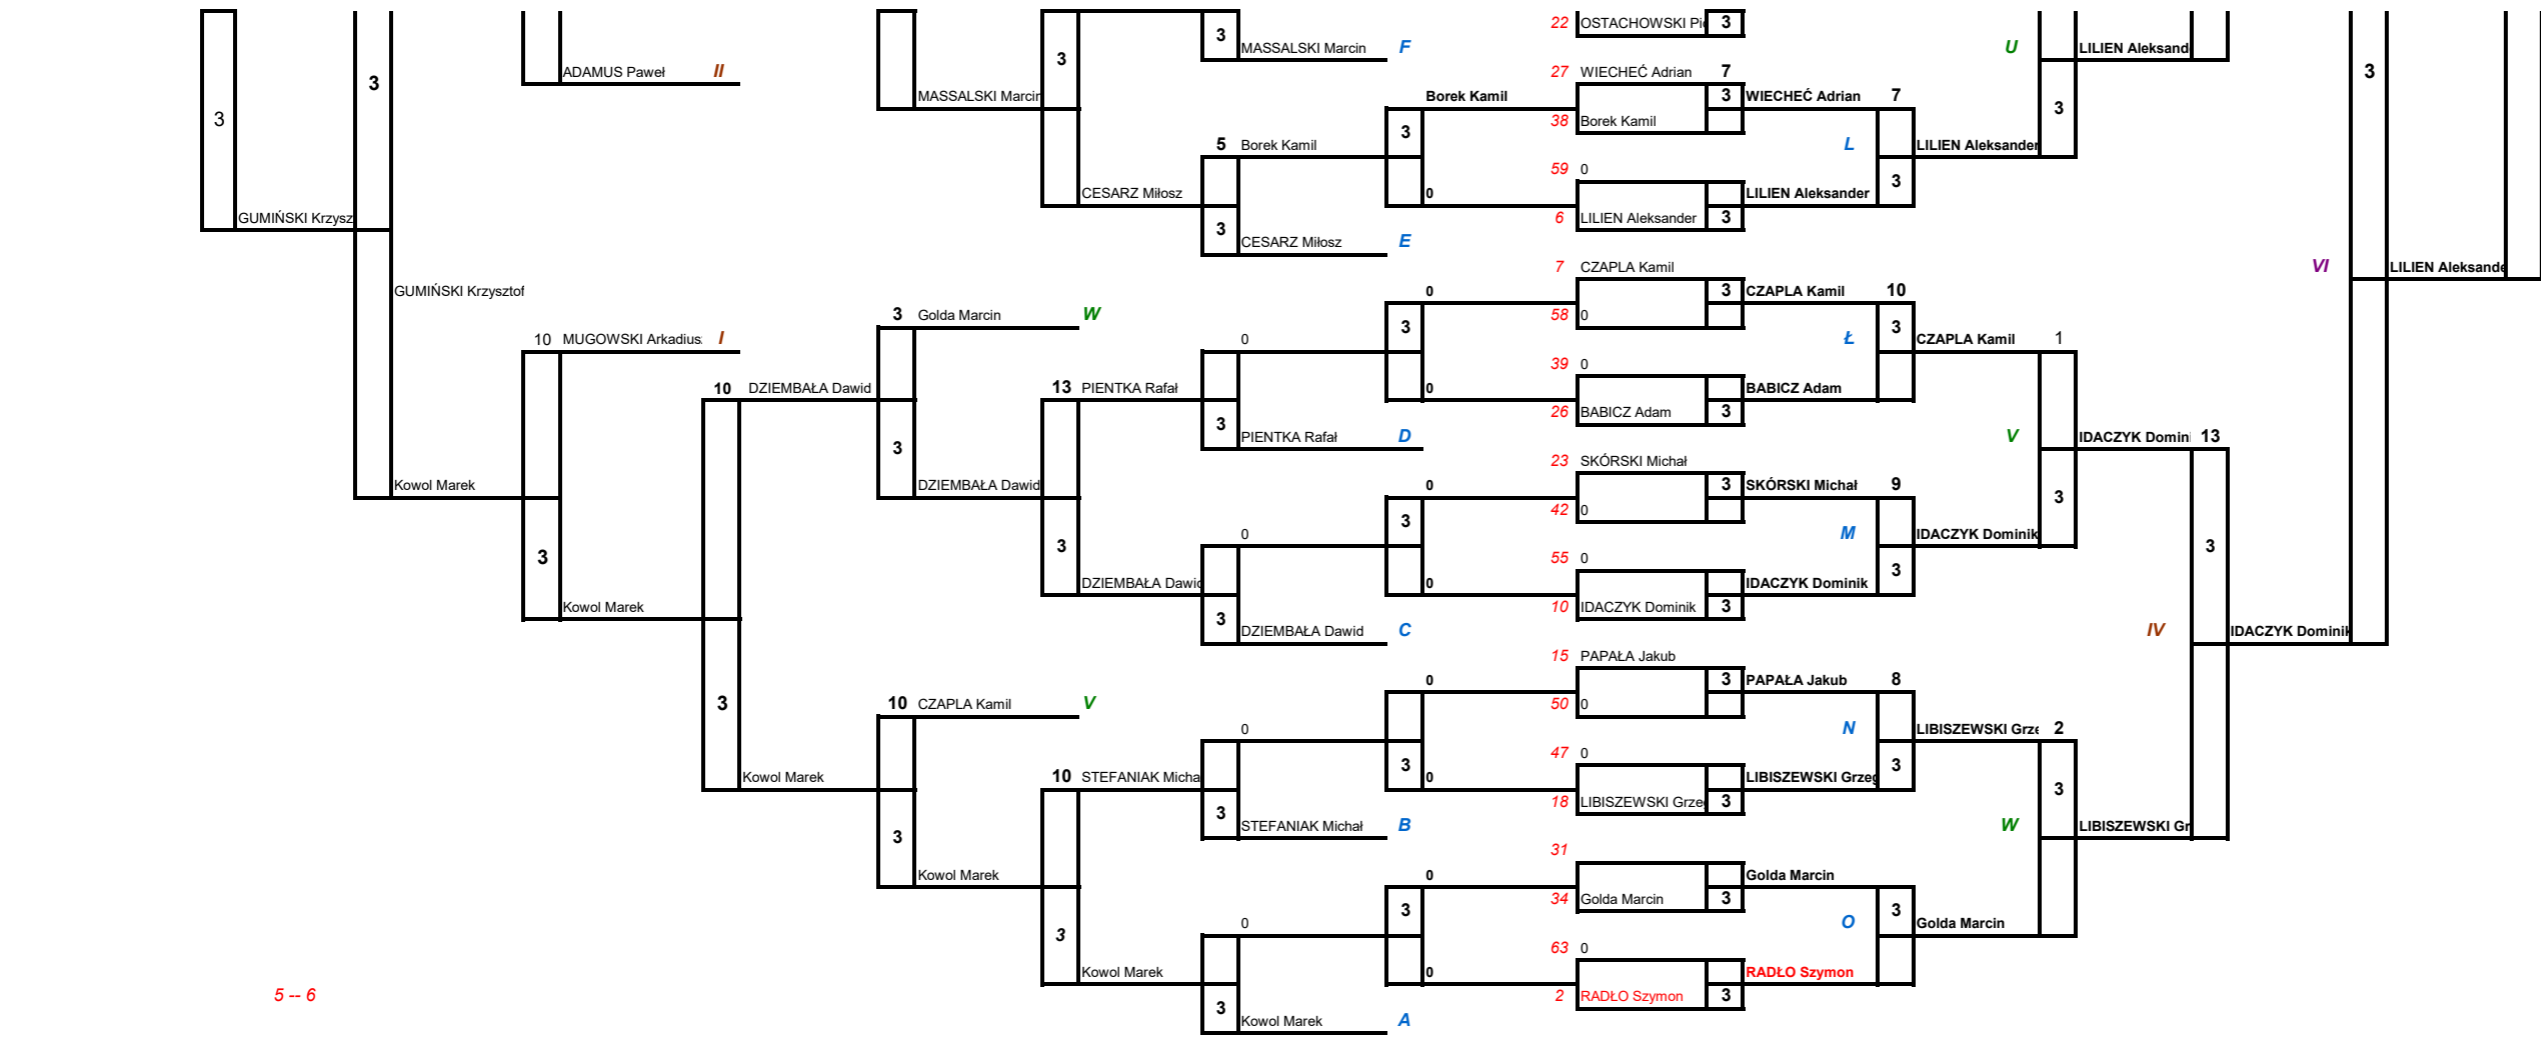 22 OSTACHOWSKI Pi 3
3 MASSALSKI Marcin F U LILIEN Aleksand
3
ADAMUS Paweł II 27 WIECHEĆ Adrian 7 3
3 MASSALSKI Marcin Borek Kamil 3 WIECHEĆ Adrian 7
3
3 38 Borek Kamil
3
5 Borek Kamil L LILIEN Aleksander
59 0
3
CESARZ Miłosz 0 LILIEN Aleksander
GUMIŃSKI Krzysz 6 LILIEN Aleksander 3
3
CESARZ Miłosz E
7 CZAPLA Kamil VI LILIEN Aleksande
GUMIŃSKI Krzysztof 0 3 CZAPLA Kamil 10
3 Golda Marcin W 58 0
3 3
10 MUGOWSKI Arkadius I 0 Ł CZAPLA Kamil 1
39 0
10 DZIEMBAŁA Dawid 13 PIENTKA Rafał 0 BABICZ Adam
26 BABICZ Adam 3
3
PIENTKA Rafał D V IDACZYK Domin 13
3
23 SKÓRSKI Michał
Kowol Marek DZIEMBAŁA Dawid 0 3 SKÓRSKI Michał 9
3
42 0
3
0 M IDACZYK Dominik
3 3
3 55 0
3
DZIEMBAŁA Dawid 0 IDACZYK Dominik
Kowol Marek 10 IDACZYK Dominik 3
3
DZIEMBAŁA Dawid C IV IDACZYK Dominik
15 PAPAŁA Jakub
0 3 PAPAŁA Jakub 8
3 10 CZAPLA Kamil V 50 0
0 N LIBISZEWSKI Grze 2
47 0
3 3
Kowol Marek 10 STEFANIAK Micha 0 LIBISZEWSKI Grzeg
3
18 LIBISZEWSKI Grze 3
3
STEFANIAK Michał B W LIBISZEWSKI Gr
3
31
Kowol Marek 0 Golda Marcin
34 Golda Marcin 3
3 3
0 O Golda Marcin
3
63 0
Kowol Marek 0 RADŁO Szymon
5 -- 6 2 RADŁO Szymon 3
3
Kowol Marek A